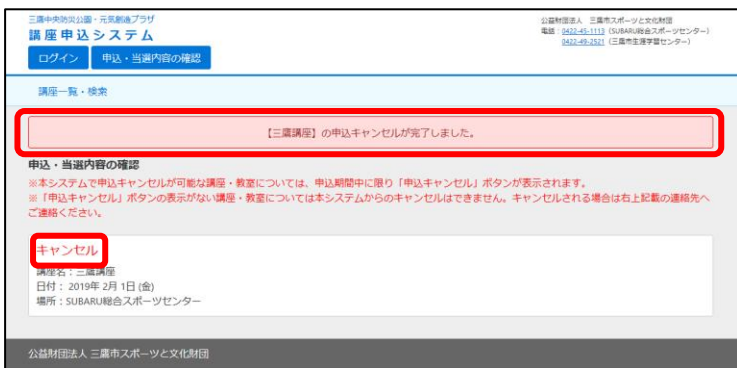 三鷹中央防災公園・元気創造プラザ
講座申込システム
公益財団法人 三鷹市スポーツと文化財団
電話：0422-45-1113（SUBARU総合スポーツセンター）
0422-49-2521（三鷹市生涯学習センター）
ログイン
申込・当選内容の確認
講座一覧・検索
【三鷹講座】の申込キャンセルが完了しました。
申込・当選内容の確認
※本システムで申込キャンセルが可能な講座・教室については、申込期間中に限り「申込キャンセル」ボタンが表示されます。
※「申込キャンセル」ボタンの表示がない講座・教室については本システムからのキャンセルはできません。キャンセルされる場合は右上記載の連絡先へ
ご連絡ください。
キャンセル
講座名：三鷹講座
日付： 2019年 2月 1日 (金)
場所：SUBARU総合スポーツセンター
公益財団法人 三鷹市スポーツと文化財団